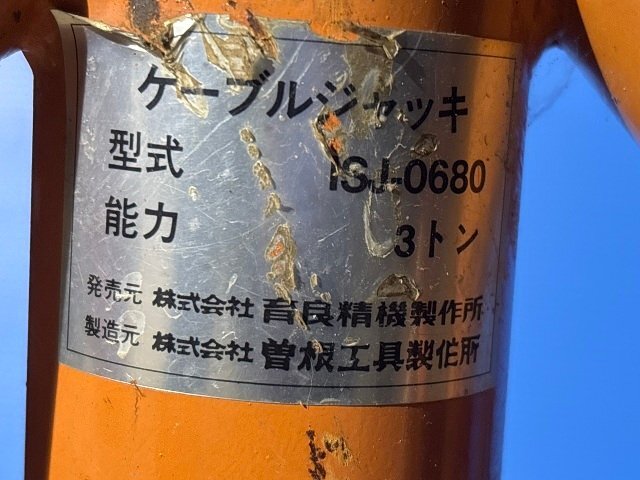 ケーブルジャッキ
型式 ISJ-0680
能力 3トン
発売元 株式会社 育良精機製作所
製造元 株式会社 曽根工具製作所